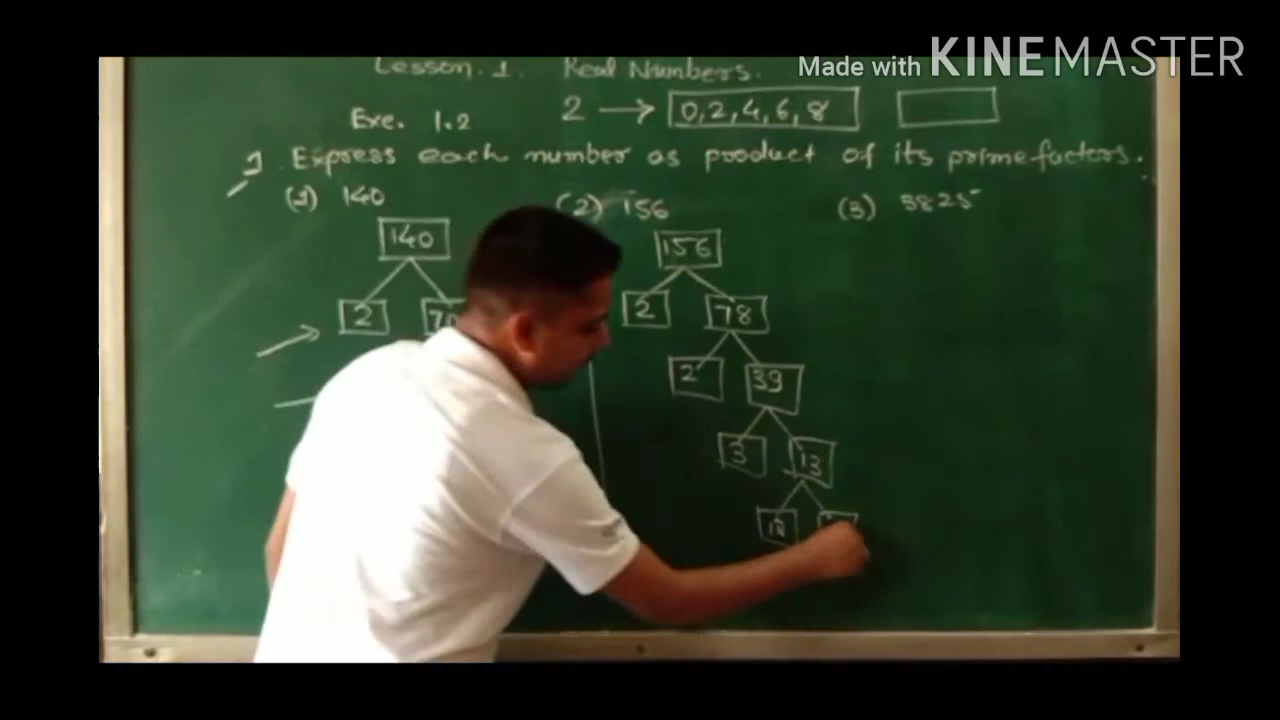 Made with KINEMASTER
Lesson. 1. Real Numbers.
Exe. 1.2 2 → 0,2,4,6,8
1 Express each number as product of its prime factors.
(1) 140 (2) 156 (3) 3825
140 156
2 70 2 78
2 39
3 13
13